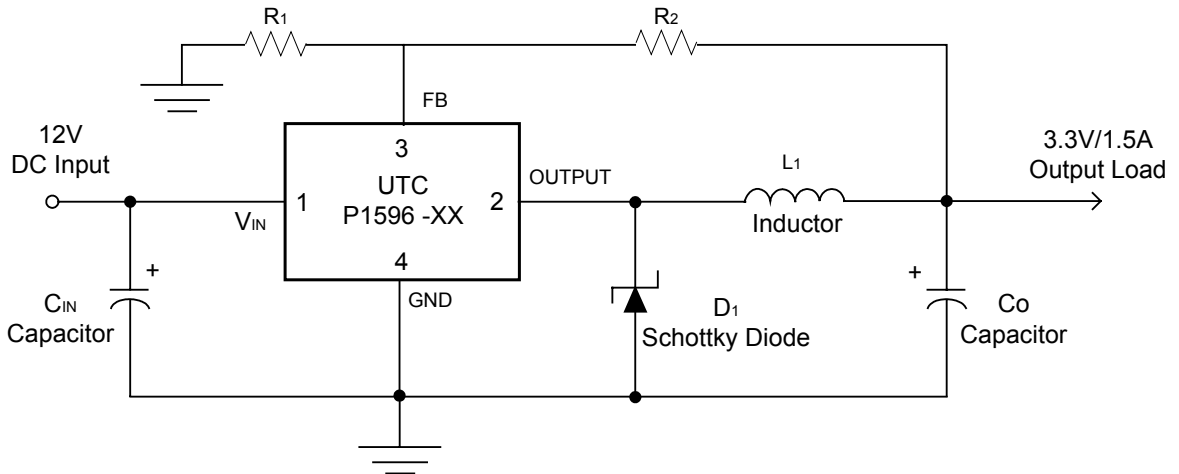 R1
R2
FB
12V
DC Input
3
3.3V/1.5A
Output Load
L1
OUTPUT
UTC
1
2
P1596 -XX
VIN
Inductor
4
+
+
GND
CIN
Capacitor
D1
Schottky Diode
Co
Capacitor